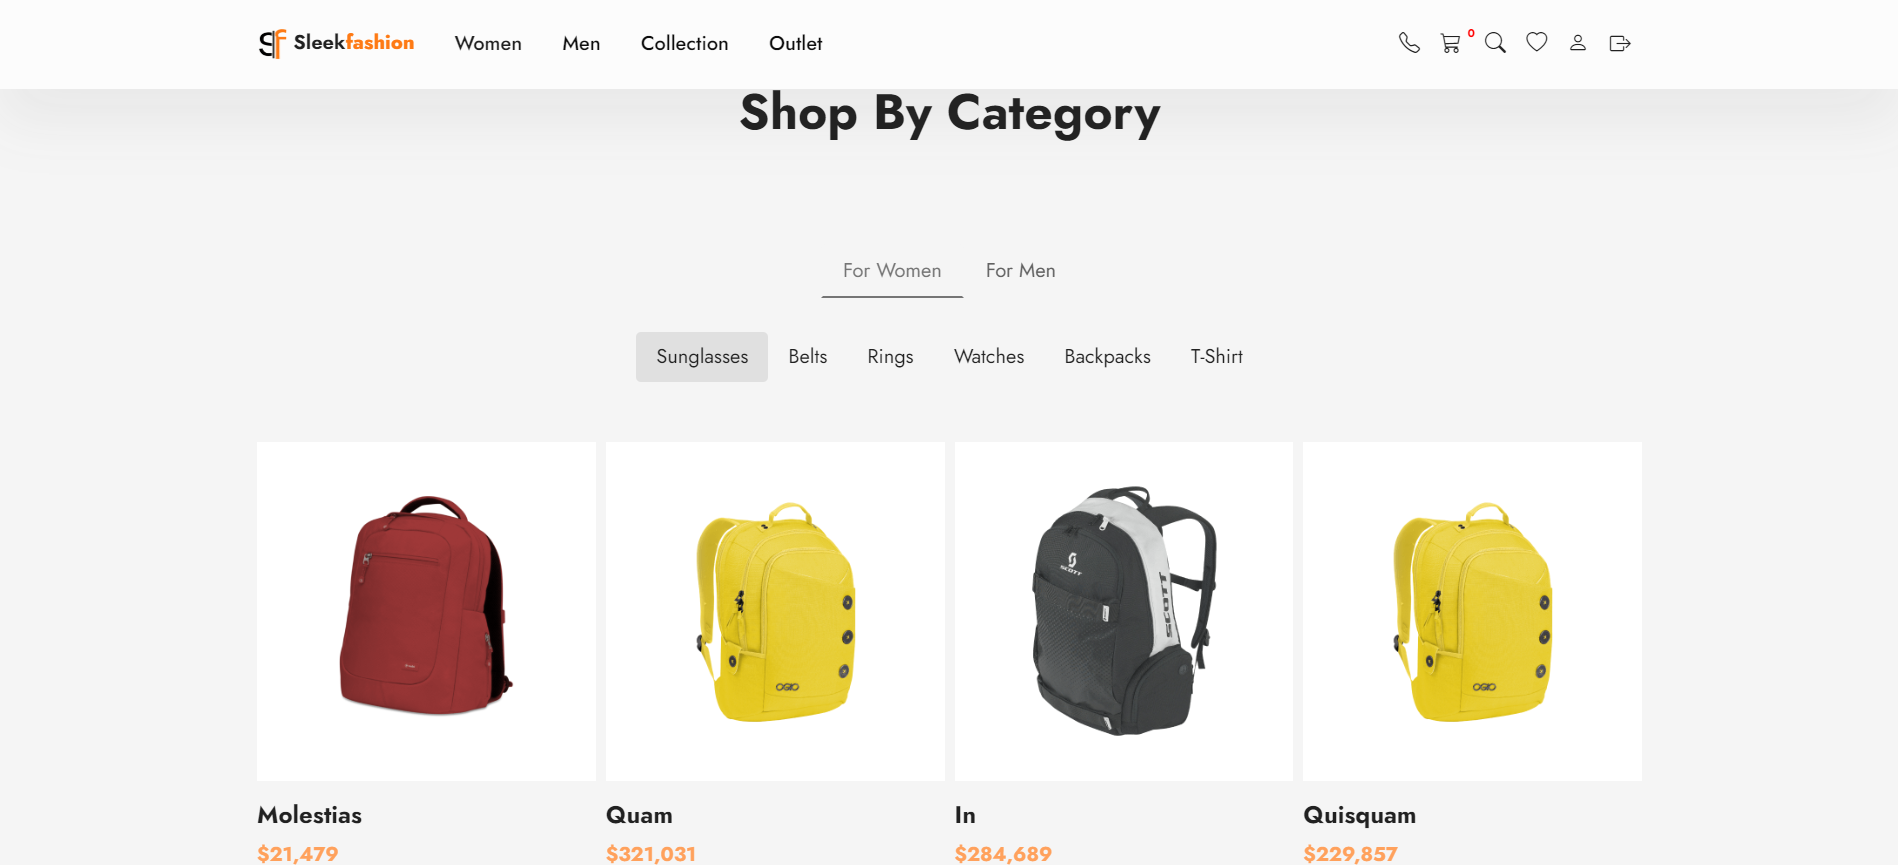 Sleekfashion Women Men Collection Outlet 0
Shop By Category
For Women For Men
Sunglasses Belts Rings Watches Backpacks T-Shirt
SCOTT
SCOTT
OGIO OGIO
Molestias Quam In Quisquam
$21,479 $321,031 $284,689 $229,857